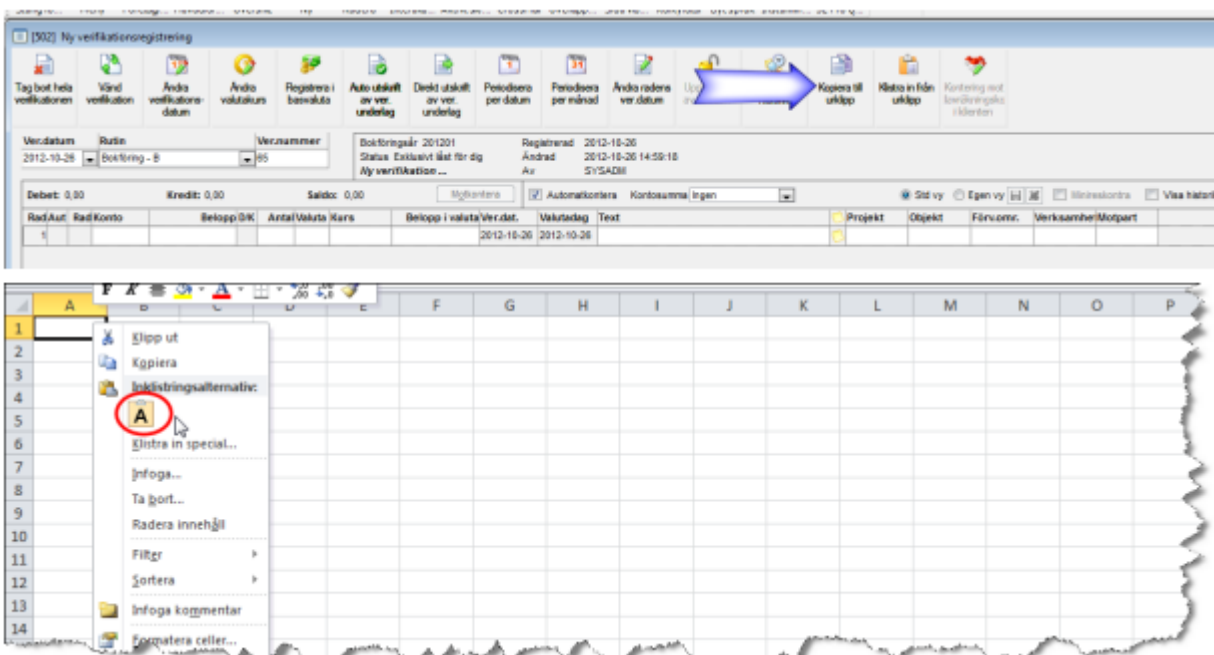 [502] Ny verifikationsregistrering
Tag bort hela verifikationen
Vänd verifikation
Ändra verifikations-datum
Ändra valutakurs
Registrera i basvaluta
Auto utskrift av ver. underlag
Direkt utskrift av ver. underlag
Periodisera per datum
Periodisera per månad
Ändra radens ver.datum
Kopiera till urklipp
Klistra in från urklipp
Kontering mot
i klienten
Ver.datum Rutin Ver.nummer
2012-10-26 Bokföring - B 65
Bokföringsår 201201 Registrerad 2012-10-26
Status Exklusivt låst för dig Ändrad 2012-10-26 14:59:18
Ny verifikation ... Av SYSADM
Debet: 0,00 Kredit: 0,00 Saldo: 0,00 Motkontera Automatkontera Kontosumma Ingen Std vy Egen vy Minireskontra Visa histori
Rad Aut Rad Konto Belopp D/K Antal Valuta Kurs Belopp i valuta Ver.dat. Valutadag Text Projekt Objekt Förv.omr. Verksamhet Motpart
1 2012-10-26 2012-10-26
F K A
A B C D E F G H I J K L M N O P
1
2
3
4
5
6
7
8
9
10
11
12
13
14
Klipp ut
Kopiera
Inklistringsalternativ:
A
Klistra in special...
Infoga...
Ta bort...
Radera innehåll
Filter
Sortera
Infoga kommentar
Formatera celler...